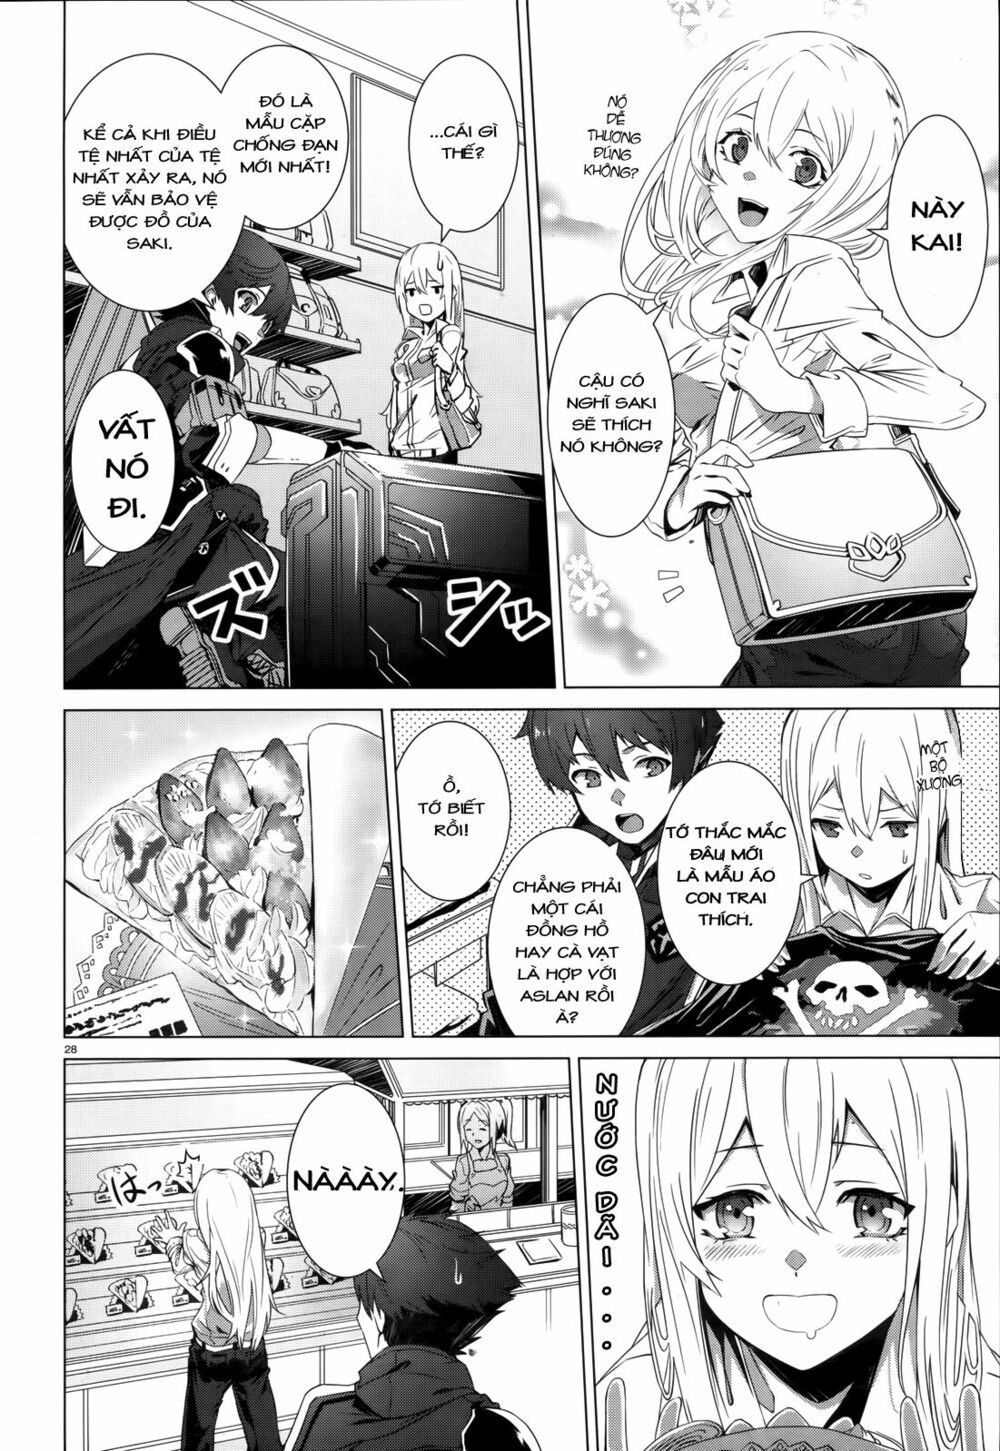 NÀY
KAI!
NÓ
DỄ
THƯƠNG
ĐÚNG
KHÔNG?
CẬU CÓ
NGHĨ SAKI
SẼ THÍCH
NÓ KHÔNG?
...CÁI GÌ
THẾ?
ĐÓ LÀ
MẪU CẶP
CHỐNG ĐẠN
MỚI NHẤT!
KỂ CẢ KHI ĐIỀU
TỆ NHẤT CỦA TỆ
NHẤT XẢY RA, NÓ
SẼ VẪN BẢO VỆ
ĐƯỢC ĐỒ CỦA
SAKI.
VẤT
NÓ
ĐI.
ズシッ
MỘT
BỘ
XƯƠNG
TỚ THẮC MẮC
ĐÂU MỚI
LÀ MẪU ÁO
CON TRAI
THÍCH.
Ồ,
TỚ BIẾT
RỒI!
CHẲNG PHẢI
MỘT CÁI
ĐỒNG HỒ
HAY CÀ VẠT
LÀ HỢP VỚI
ASLAN RỒI
À?
28
NƯỚC DÃI....
NÀÀÀY.
はっ